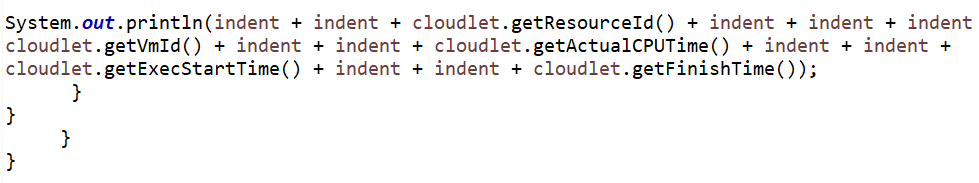 System.out.println(indent + indent + cloudlet.getResourceId() + indent + indent + indent
cloudlet.getVmId() + indent + indent + cloudlet.getActualCPUTime() + indent + indent +
cloudlet.getExecStartTime() + indent + indent + cloudlet.getFinishTime());
}
}
}
}